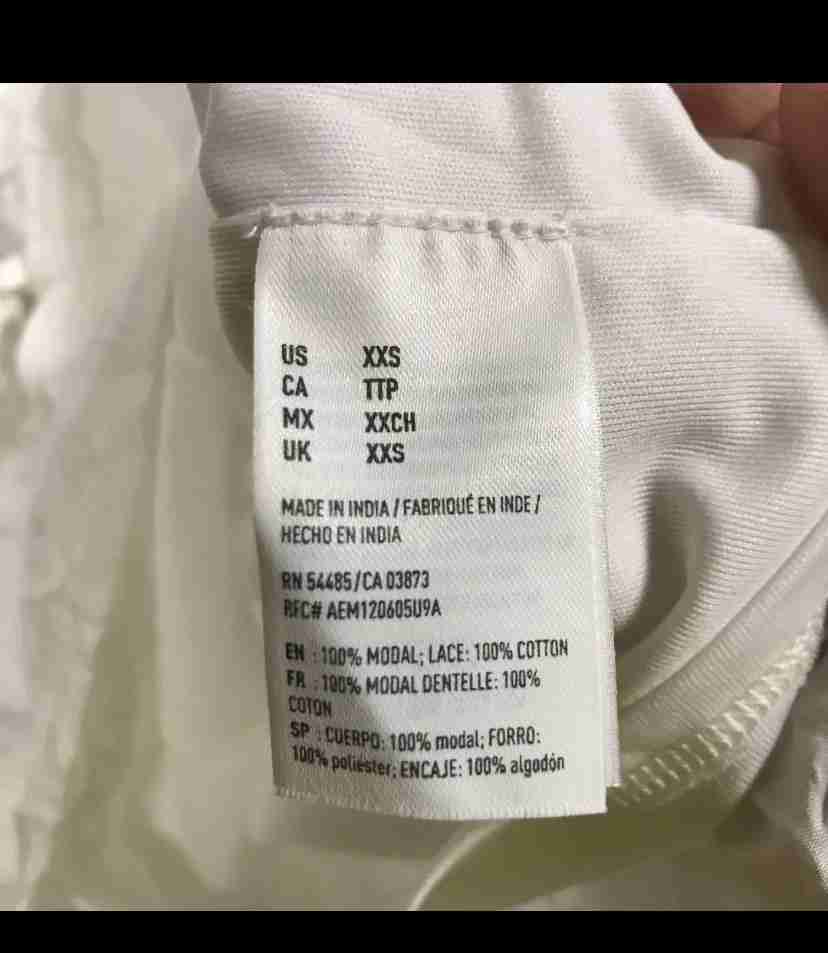 US XXS
CA TTP
MX XXCH
UK XXS
MADE IN INDIA / FABRIQUÉ EN INDE /
HECHO EN INDIA
RN 54485/CA 03873
RFC# AEM120605U9A
EN : 100% MODAL; LACE: 100% COTTON
FR : 100% MODAL DENTELLE: 100%
COTON
SP : CUERPO: 100% modal; FORRO:
100% poliéster; ENCAJE: 100% algodón